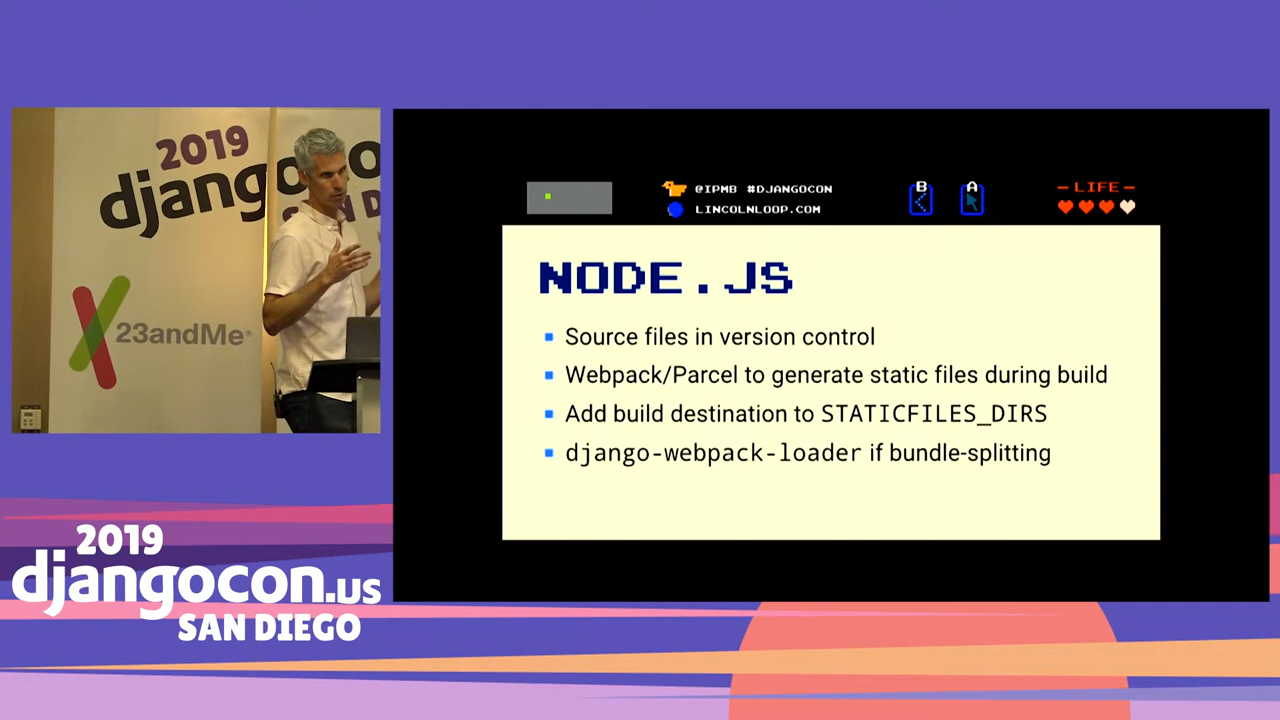 2019
djangoco
SAN D
23andMe®
@IPMB #DJANGOCON
LINCOLNLOOP.COM
B
A
-LIFE-
NODE.JS
Source files in version control
Webpack/Parcel to generate static files during build
Add build destination to STATICFILES_DIRS
django-webpack-loader if bundle-splitting
2019
djangocon.us
SAN DIEGO